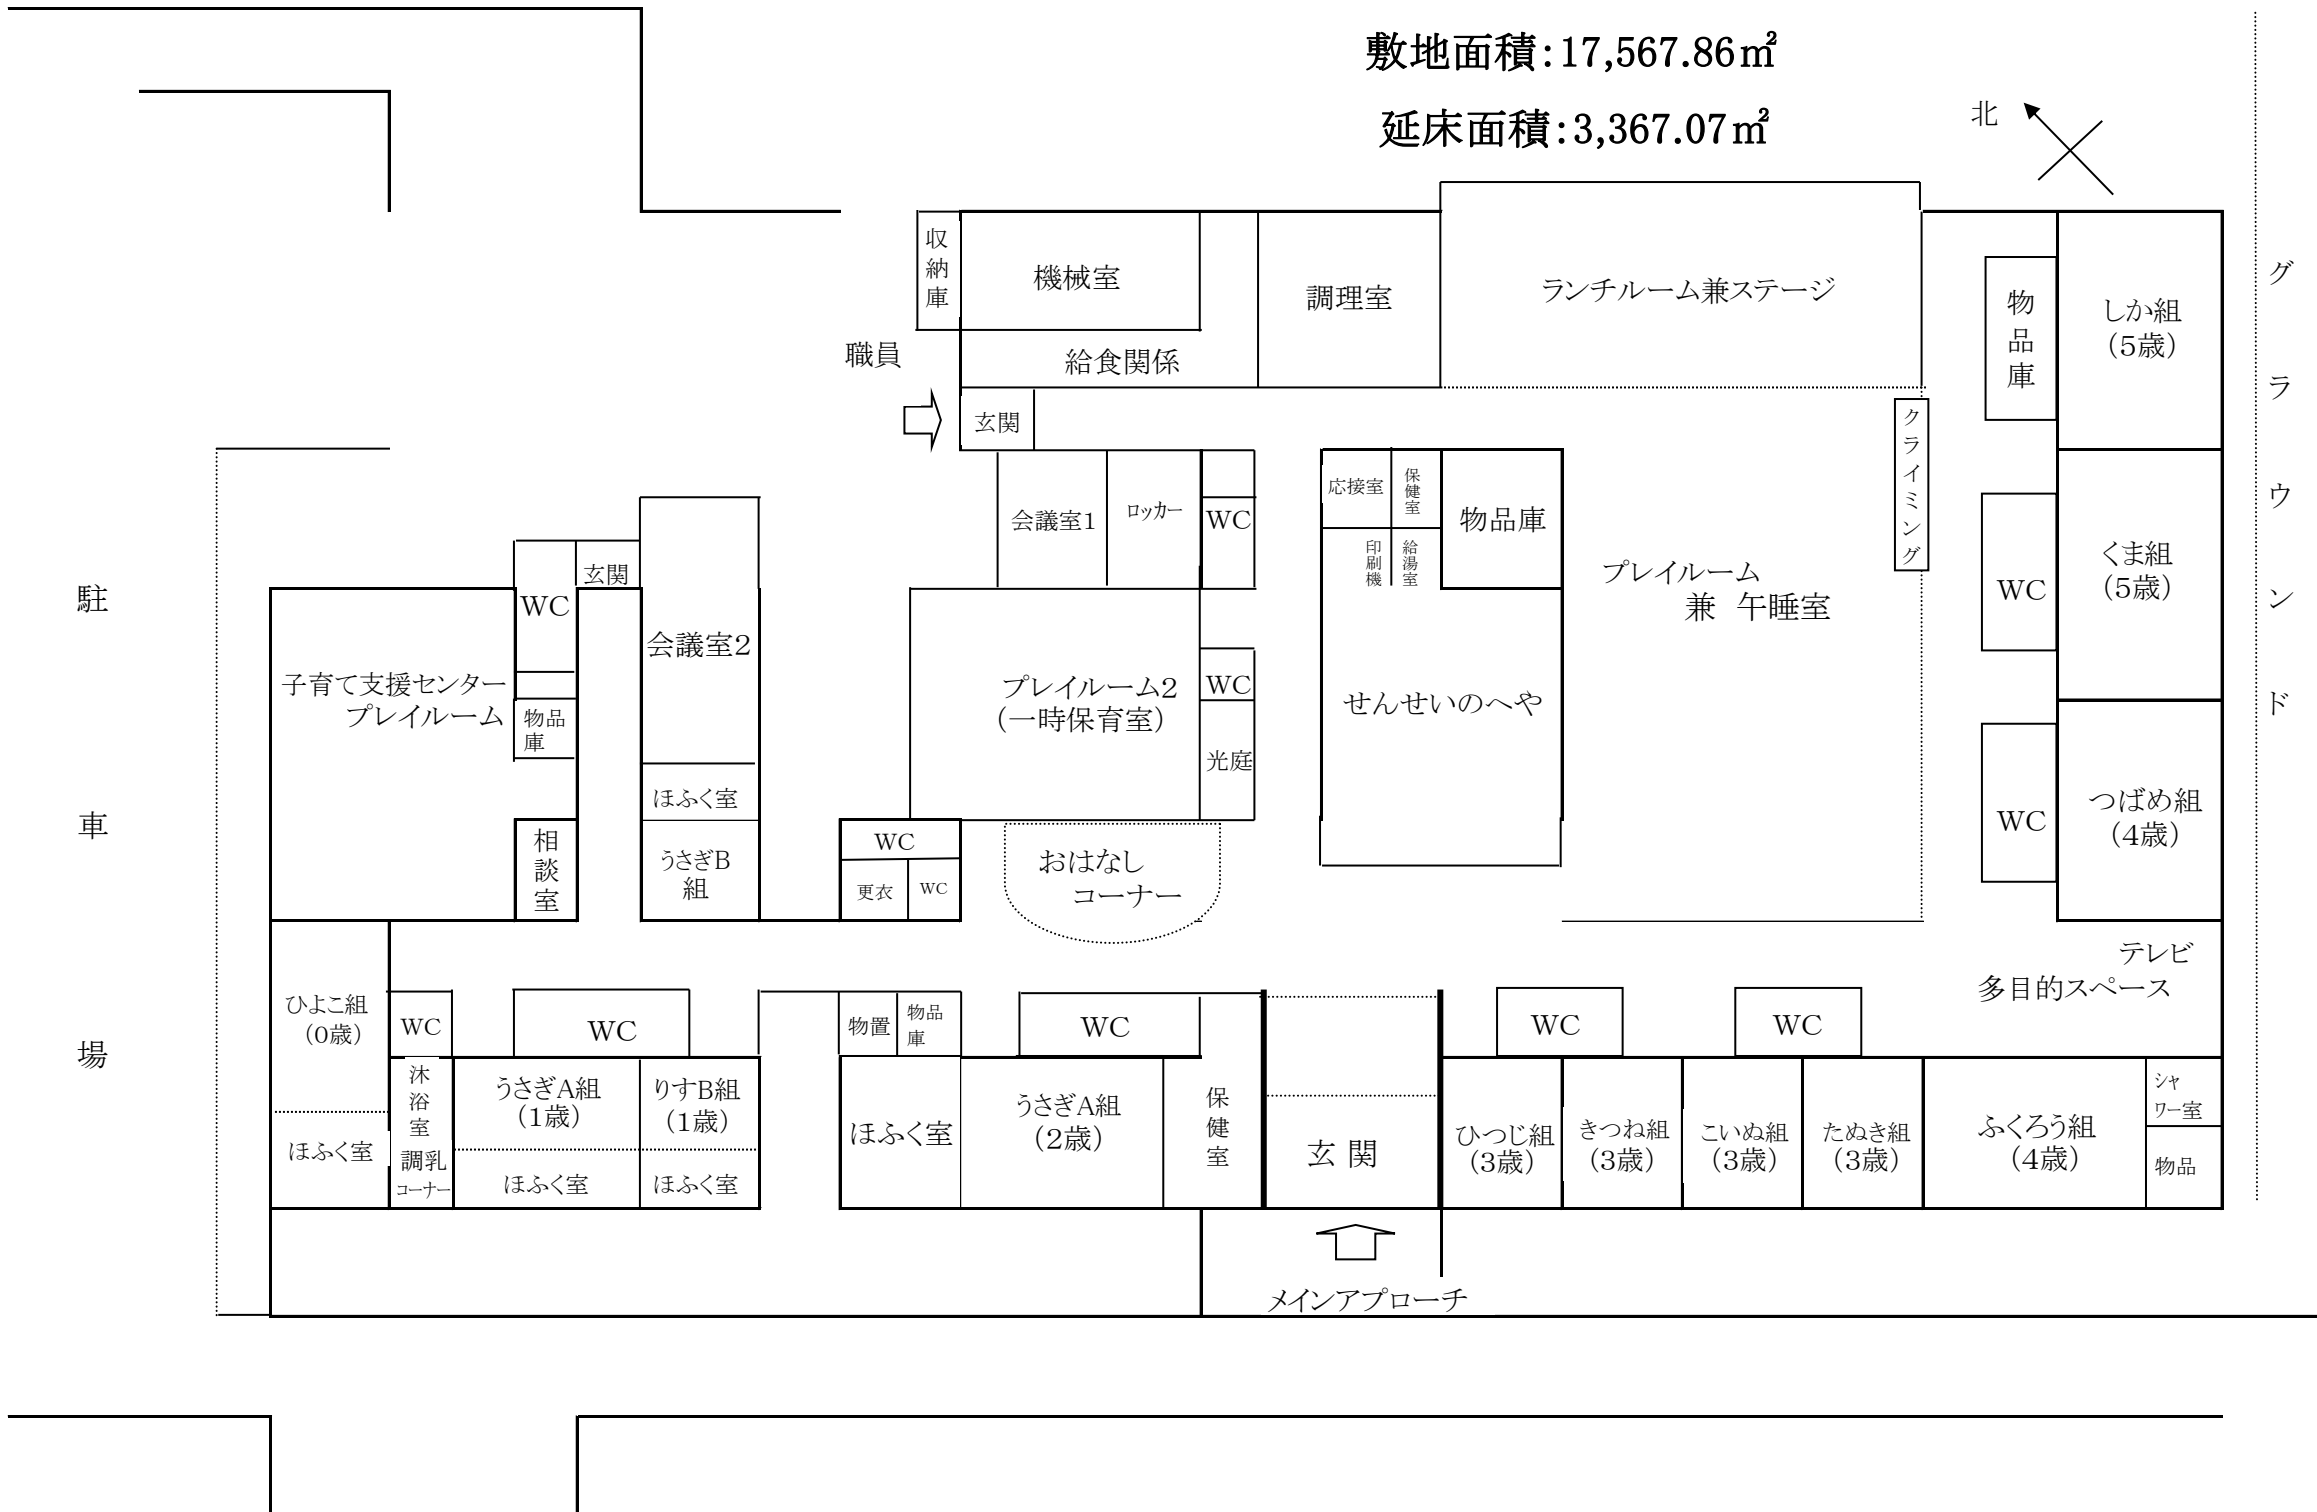 敷地面積:17,567.86㎡
延床面積:3,367.07㎡
北
収納庫
機械室
調理室
ランチルーム兼ステージ
物品庫
しか組
(5歳)
グラウンド
職員
給食関係
玄関
クライミング
会議室1
ロッカー
WC
応接室
保健室
物品庫
印刷機
給湯室
プレイルーム
兼 午睡室
WC
くま組
(5歳)
駐車場
玄関
WC
会議室2
子育て支援センター
プレイルーム
物品庫
プレイルーム2
(一時保育室)
WC
光庭
せんせいのへや
ほふく室
相談室
うさぎB組
WC
更衣
WC
おはなし
コーナー
WC
つばめ組
(4歳)
テレビ
多目的スペース
ひよこ組
(0歳)
ほふく室
WC
沐浴室
調乳
コーナー
WC
うさぎA組
(1歳)
ほふく室
りすB組
(1歳)
ほふく室
物置
物品庫
ほふく室
WC
うさぎA組
(2歳)
保健室
玄関
WC
WC
ひつじ組
(3歳)
きつね組
(3歳)
こいぬ組
(3歳)
たぬき組
(3歳)
ふくろう組
(4歳)
シャワー室
物品
メインアプローチ